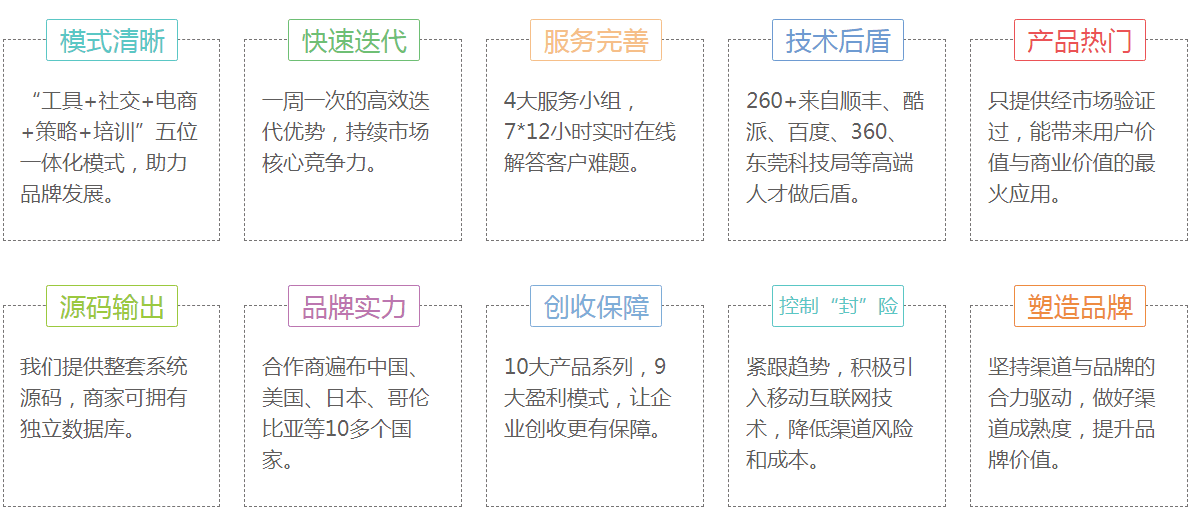 模式清晰
“工具+社交+电商
+策略+培训”五位
一体化模式，助力
品牌发展。
快速迭代
一周一次的高效迭
代优势，持续市场
核心竞争力。
服务完善
4大服务小组，
7*12小时实时在线
解答客户难题。
技术后盾
260+来自顺丰、酷
派、百度、360、
东莞科技局等高端
人才做后盾。
产品热门
只提供经市场验证
过，能带来用户价
值与商业价值的最
火应用。
源码输出
我们提供整套系统
源码，商家可拥有
独立数据库。
品牌实力
合作商遍布中国、
美国、日本、哥伦
比亚等10多个国
家。
创收保障
10大产品系列，9
大盈利模式，让企
业创收更有保障。
控制“封”险
紧跟趋势，积极引
入移动互联网技
术，降低渠道风险
和成本。
塑造品牌
坚持渠道与品牌的
合力驱动，做好渠
道成熟度，提升品
牌价值。